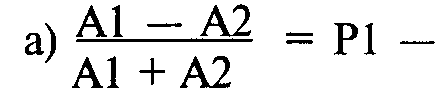 a) A1 — A2 / A1 + A2 = P1 —